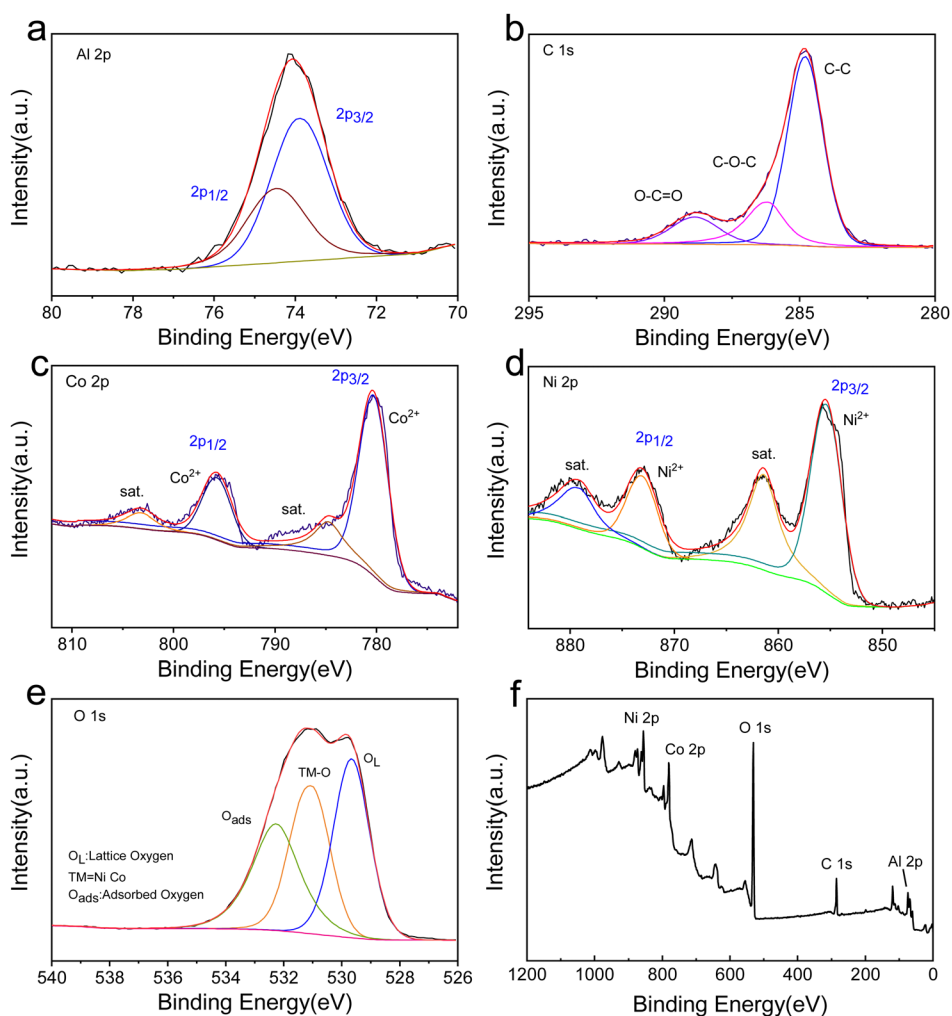 a
Al 2p
2p3/2
2p1/2
Intensity(a.u.)
80 78 76 74 72 70
Binding Energy(eV)
b
C 1s
C-C
C-O-C
O-C=O
Intensity(a.u.)
295 290 285 280
Binding Energy(eV)
c
Co 2p
2p3/2
Co²⁺
2p1/2
Co²⁺
sat.
sat.
Intensity(a.u.)
810 800 790 780
Binding Energy(eV)
d
Ni 2p
2p3/2
Ni²⁺
2p1/2
Ni²⁺
sat.
sat.
Intensity(a.u.)
880 870 860 850
Binding Energy(eV)
e
O 1s
OL
TM-O
Oads
OL:Lattice Oxygen
TM=Ni Co
Oads:Adsorbed Oxygen
Intensity(a.u.)
540 538 536 534 532 530 528 526
Binding Energy(eV)
f
Ni 2p
O 1s
Co 2p
C 1s
Al 2p
Intensity(a.u.)
1200 1000 800 600 400 200 0
Binding Energy(eV)